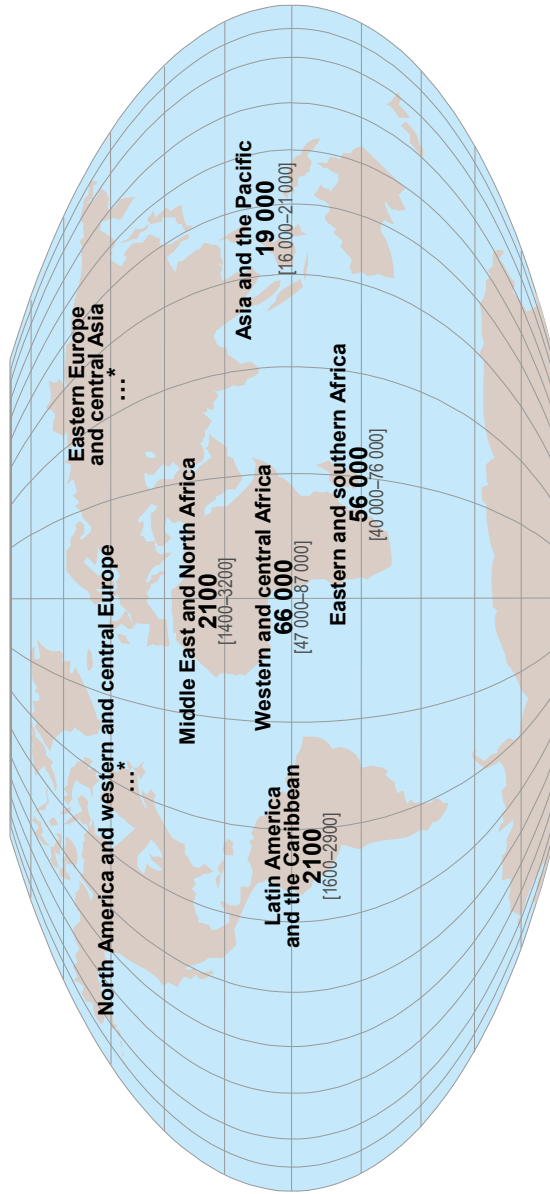 North America and western and central Europe
…*
Eastern Europe
and central Asia
…*
Middle East and North Africa
2100
[1400–3200]
Western and central Africa
66 000
[47 000–87 000]
Asia and the Pacific
19 000
[16 000–21 000]
Latin America
and the Caribbean
2100
[1600–2900]
Eastern and southern Africa
56 000
[40 000–76 000]